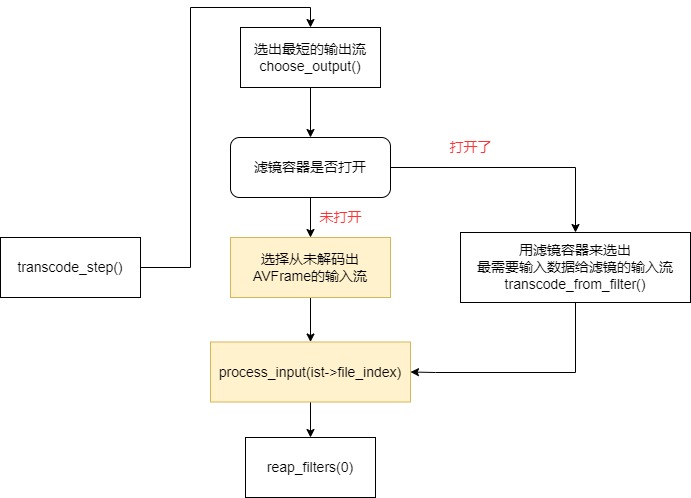 选出最短的输出流
choose_output()
滤镜容器是否打开
打开了
未打开
transcode_step()
选择从未解码出
AVFrame的输入流
用滤镜容器来选出
最需要输入数据给滤镜的输入流
transcode_from_filter()
process_input(ist->file_index)
reap_filters(0)